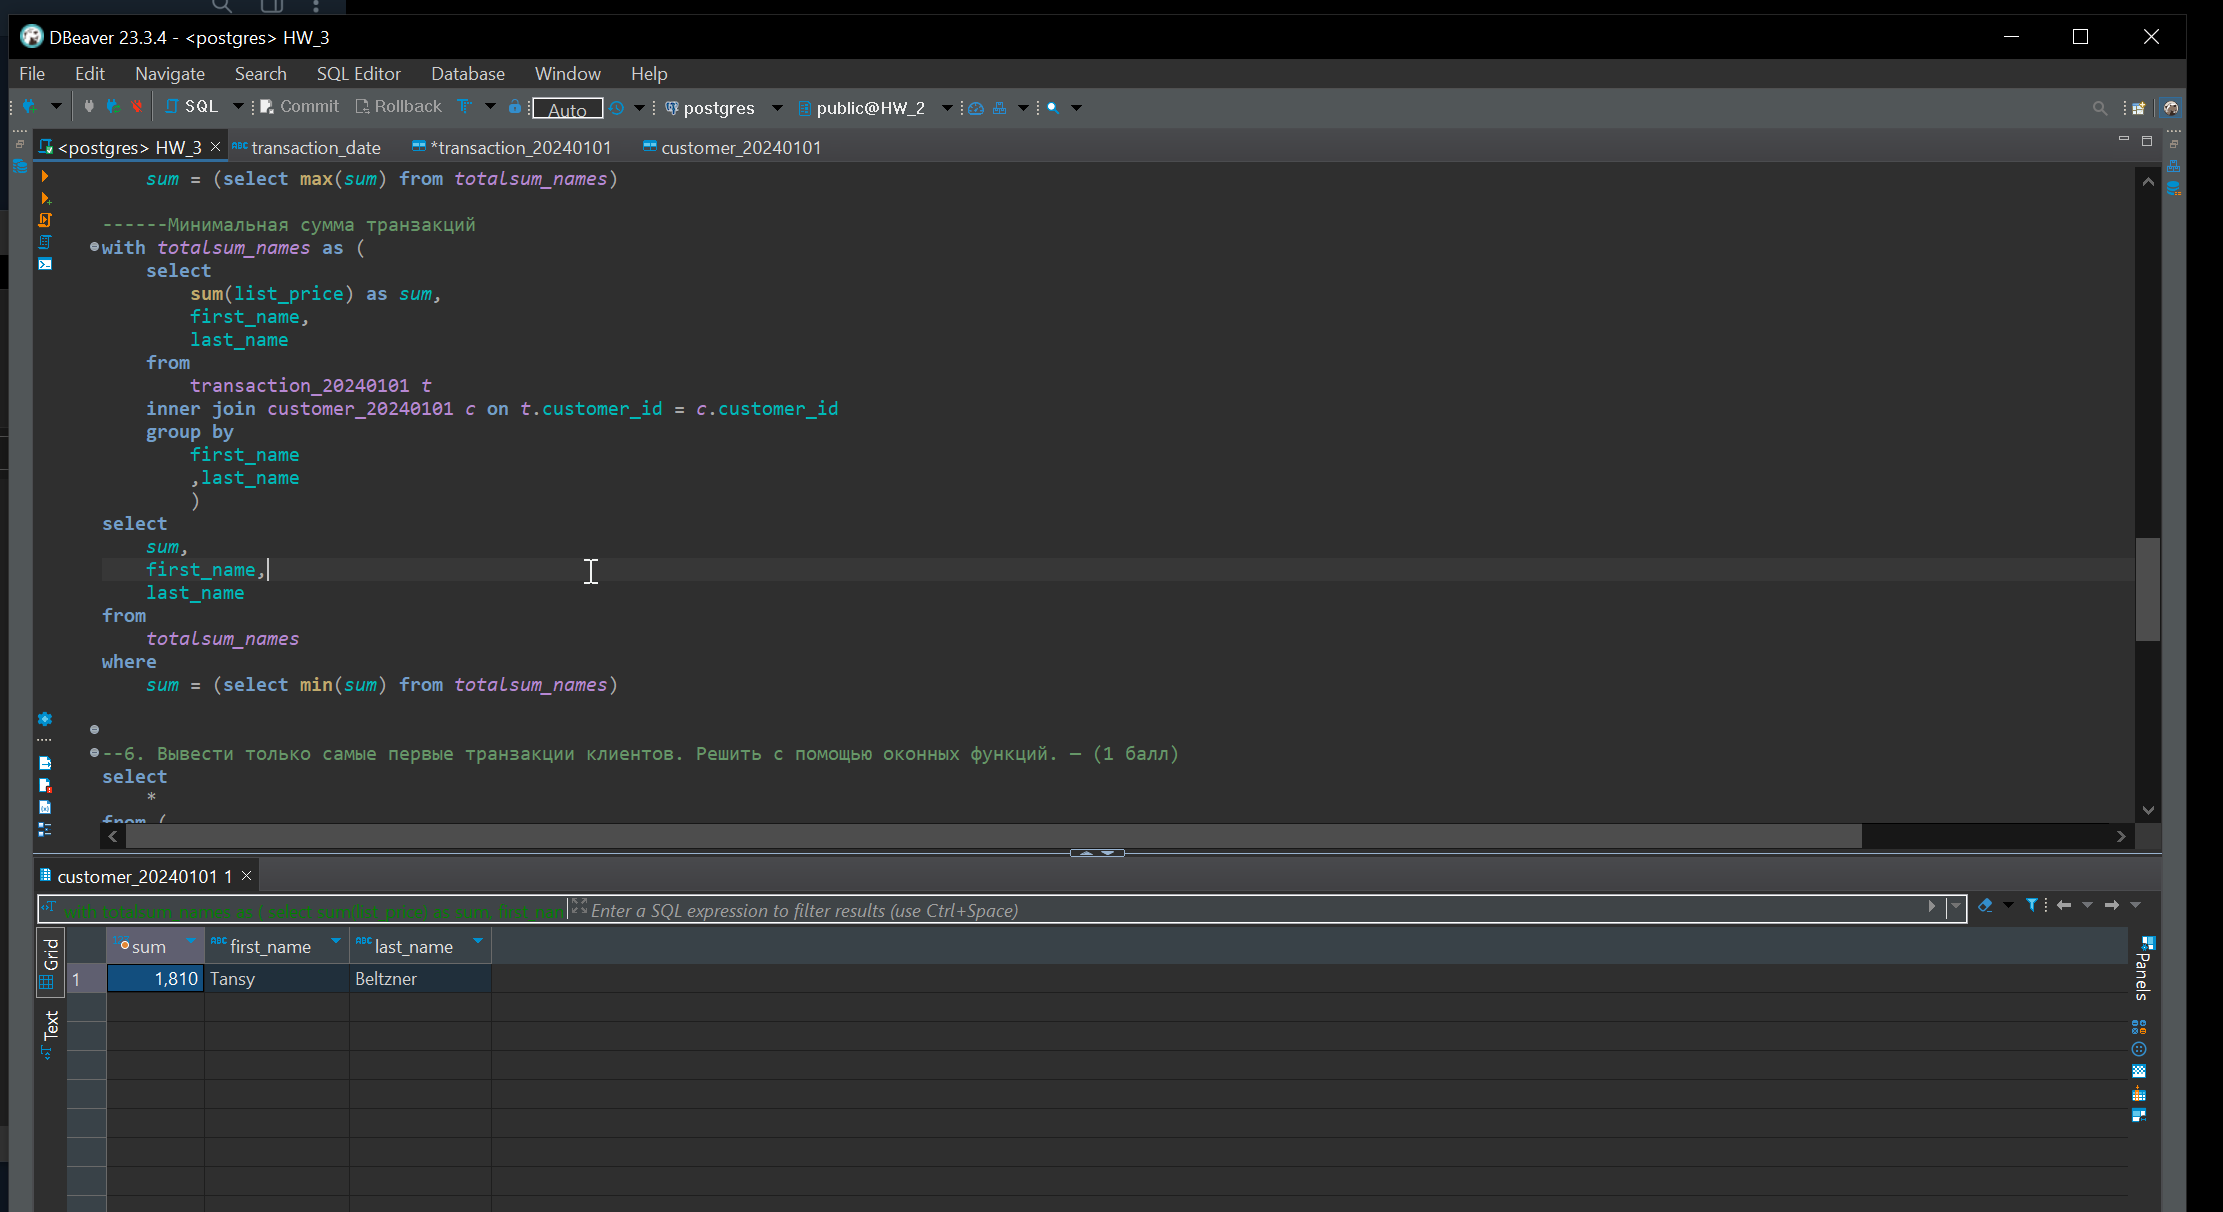 DBeaver 23.3.4 - <postgres> HW_3
File Edit Navigate Search SQL Editor Database Window Help
SQL Commit Rollback Auto postgres public@HW_2
<postgres> HW_3 transaction_date *transaction_20240101 customer_20240101
sum = (select max(sum) from totalsum_names)
------Минимальная сумма транзакций
with totalsum_names as (
select
sum(list_price) as sum,
first_name,
last_name
from
transaction_20240101 t
inner join customer_20240101 c on t.customer_id = c.customer_id
group by
first_name
,last_name
)
select
sum,
first_name,
last_name
from
totalsum_names
where
sum = (select min(sum) from totalsum_names)
--6. Вывести только самые первые транзакции клиентов. Решить с помощью оконных функций. — (1 балл)
select
*
from (
customer_20240101 1
with totalsum_names as ( select sum(list_price) as sum, first_nam Enter a SQL expression to filter results (use Ctrl+Space)
Grid
Text
sum first_name last_name
1 1,810 Tansy Beltzner
Panels